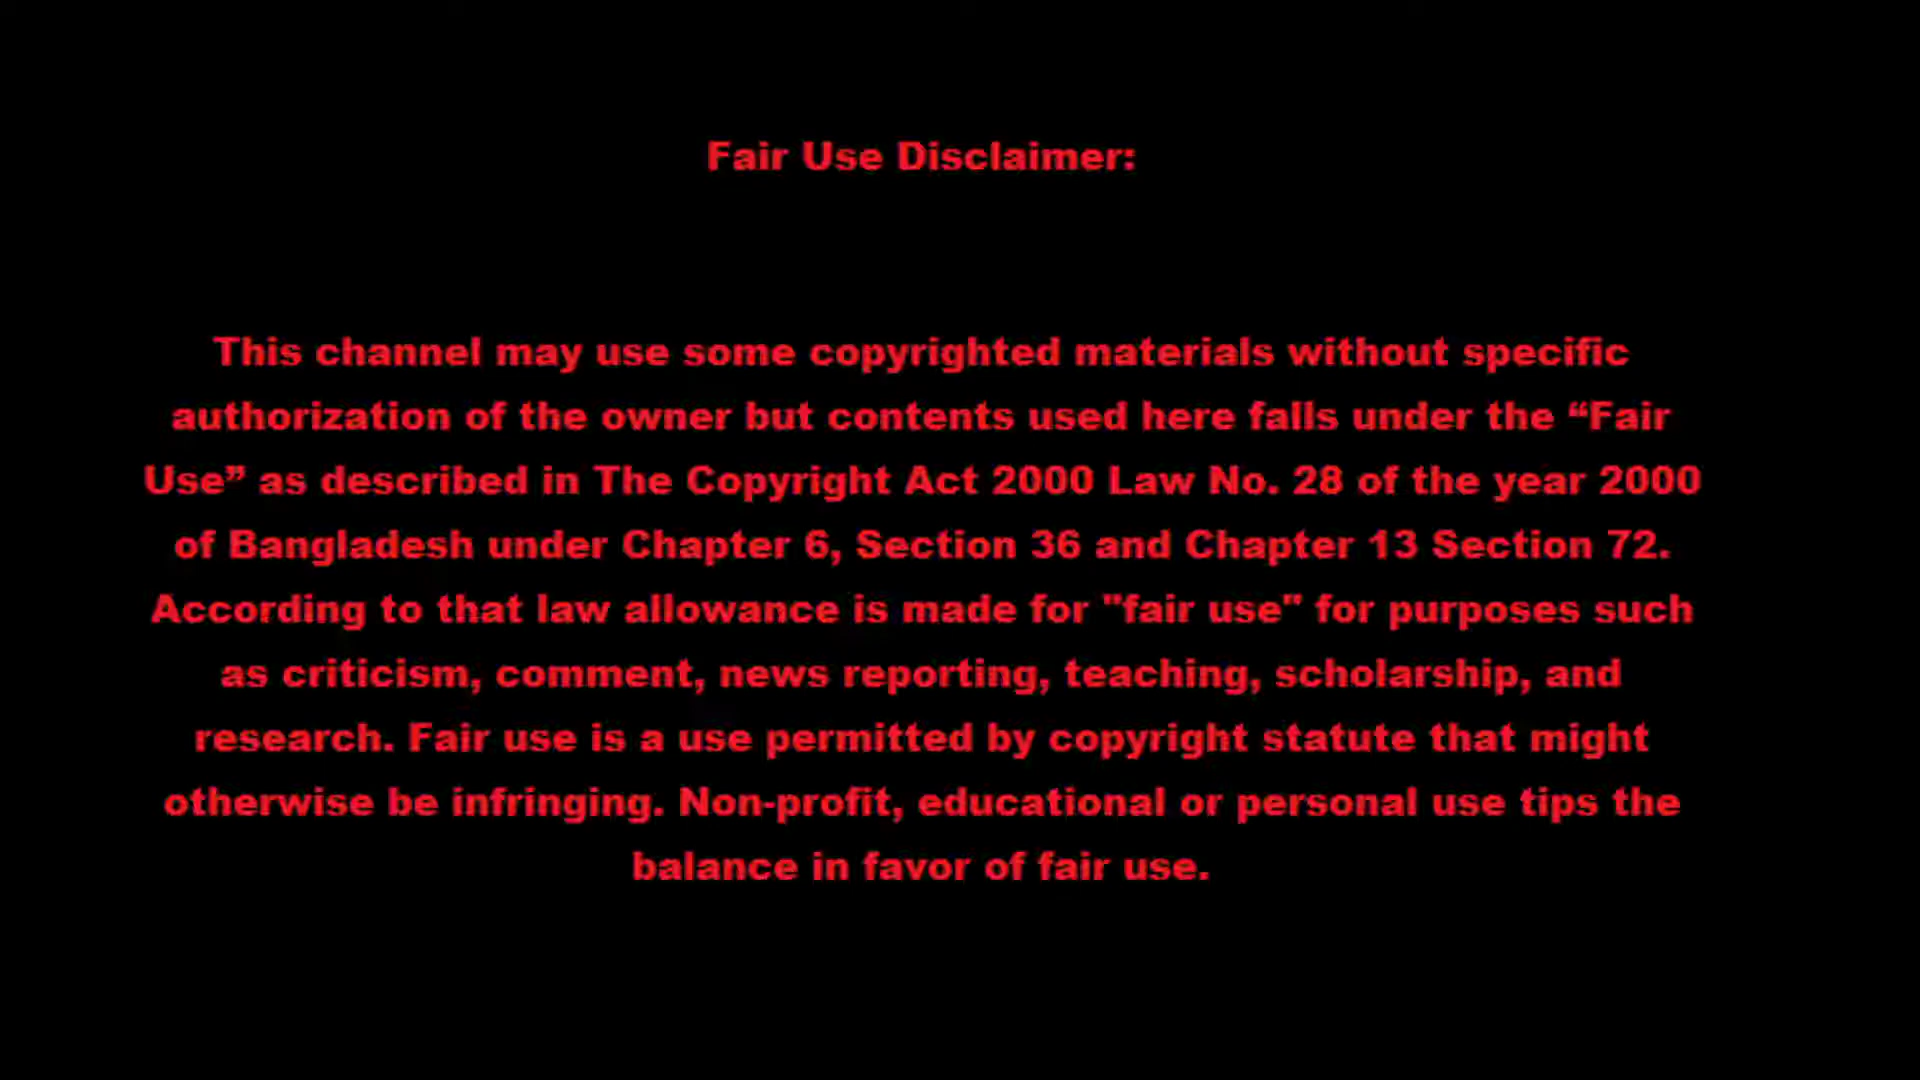 Fair Use Disclaimer:
This channel may use some copyrighted materials without specific
authorization of the owner but contents used here falls under the “Fair
Use” as described in The Copyright Act 2000 Law No. 28 of the year 2000
of Bangladesh under Chapter 6, Section 36 and Chapter 13 Section 72.
According to that law allowance is made for "fair use" for purposes such
as criticism, comment, news reporting, teaching, scholarship, and
research. Fair use is a use permitted by copyright statute that might
otherwise be infringing. Non-profit, educational or personal use tips the
balance in favor of fair use.